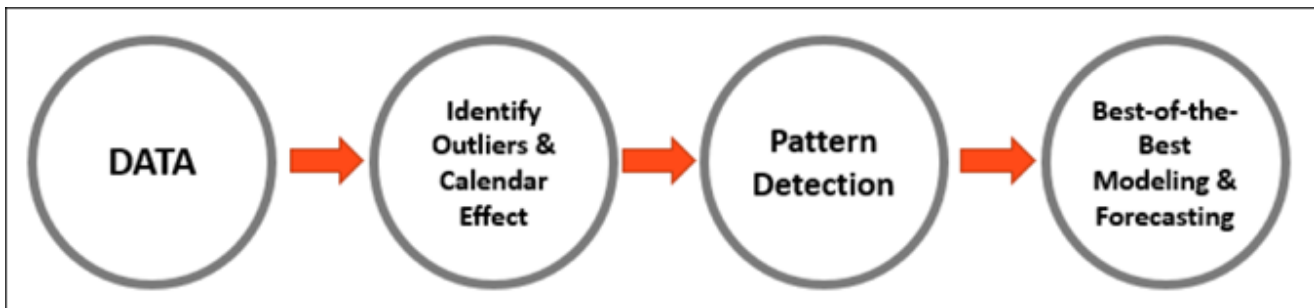 DATA
Identify
Outliers &
Calendar
Effect
Pattern
Detection
Best-of-the-
Best
Modeling &
Forecasting